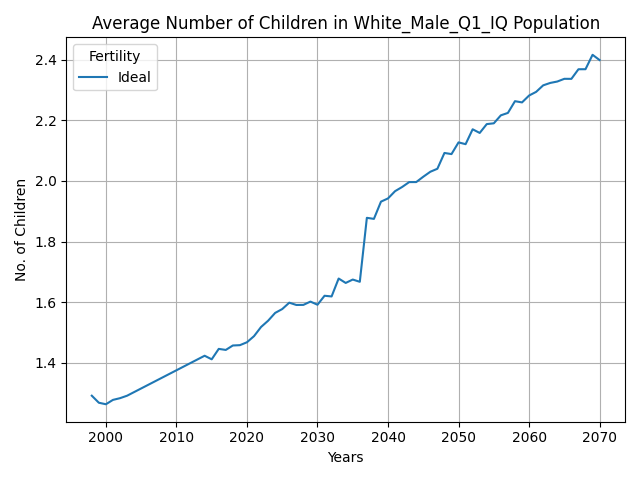 Average Number of Children in White_Male_Q1_IQ Population
Fertility
Ideal
No. of Children
2.4
2.2
2.0
1.8
1.6
1.4
2000 2010 2020 2030 2040 2050 2060 2070
Years